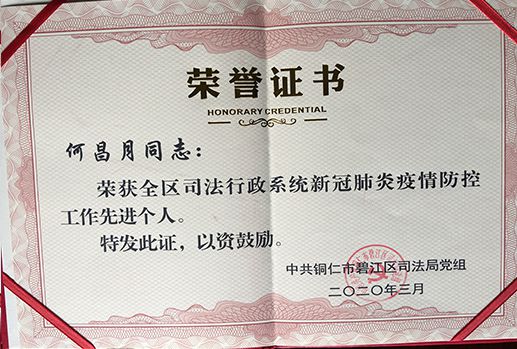 荣誉证书
HONORARY CREDENTIAL
何昌月同志：
荣获全区司法行政系统新冠肺炎疫情防控
工作先进个人。
特发此证，以资鼓励。
中共铜仁市碧江区司法局党组
二〇二〇年三月